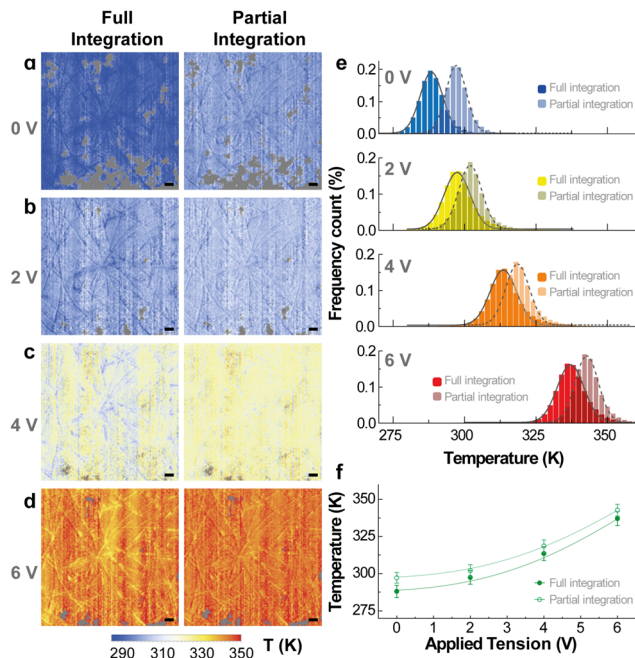 Full
Integration
Partial
Integration
a
0 V
b
2 V
c
4 V
d
6 V
290 310 330 350 T (K)
e
Frequency count (%)
0 V
0.2
0.1
0.0
Full integration
Partial integration
2 V
0.2
0.1
0.0
Full integration
Partial integration
4 V
0.2
0.1
0.0
Full integration
Partial integration
6 V
0.2
0.1
0.0
Full integration
Partial integration
275 300 325 350
Temperature (K)
f
Temperature (K)
350
325
300
275
Full integration
Partial integration
0 1 2 3 4 5 6
Applied Tension (V)